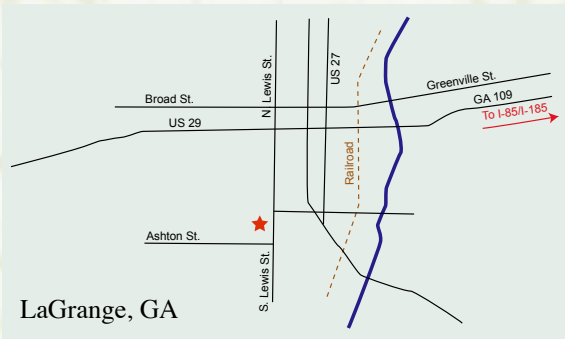 N. Lewis St.
US 27
Greenville St.
Broad St.
GA 109
US 29
To I-85/I-185
Railroad
Ashton St.
S. Lewis St.
LaGrange, GA